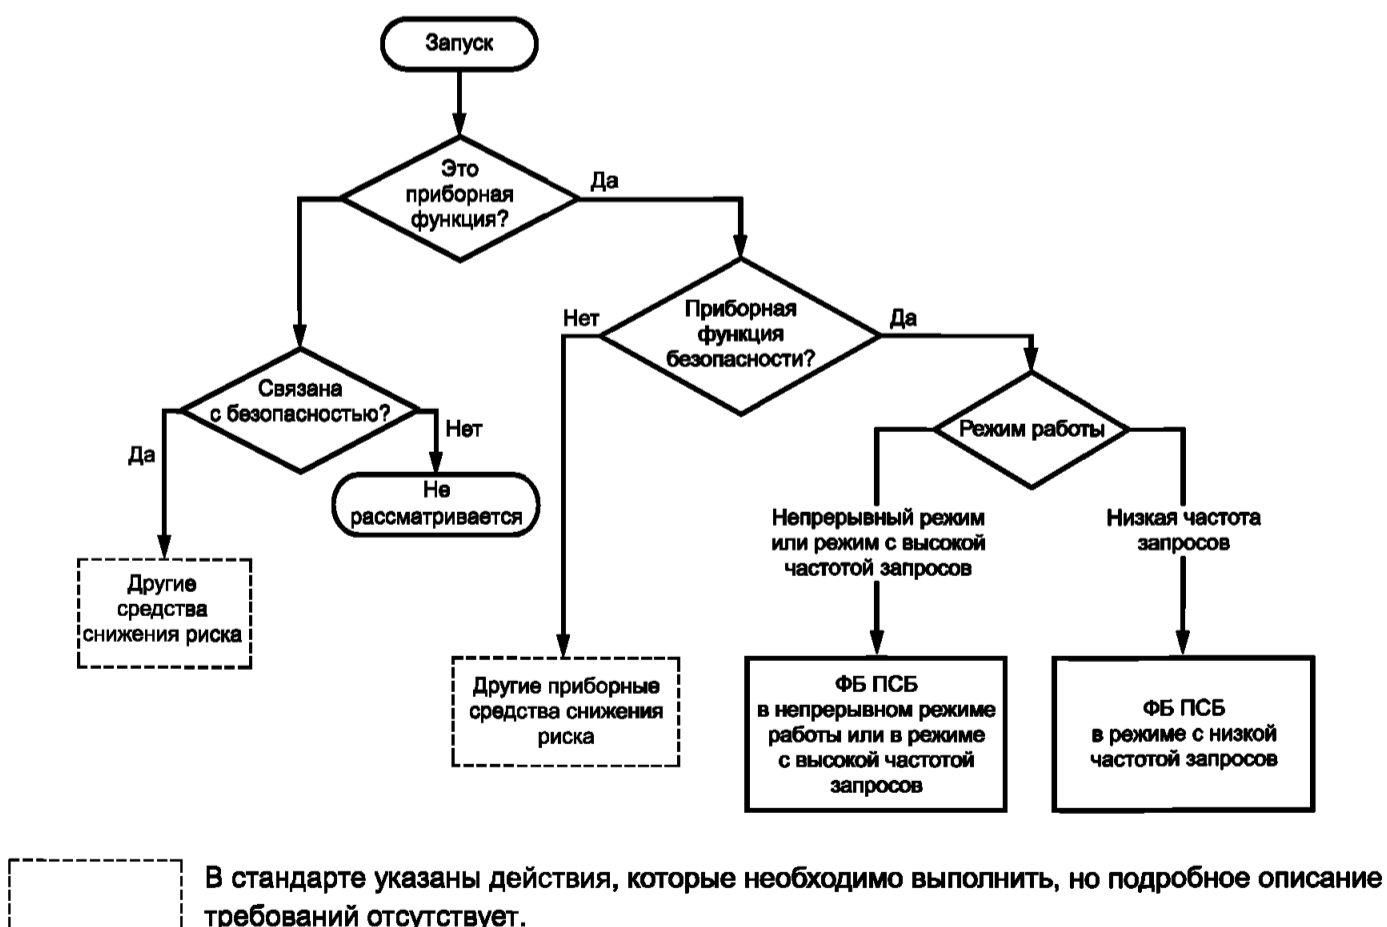 Запуск
Это
приборная
функция?
Да
Приборная
функция
безопасности?
Нет
Да
Связана
с безопасностью?
Да
Нет
Не
рассматривается
Режим работы
Непрерывный режим
или режим с высокой
частотой запросов
Низкая частота
запросов
Другие
средства
снижения риска
Другие приборные
средства снижения
риска
ФБ ПСБ
в непрерывном режиме
работы или в режиме
с высокой частотой
запросов
ФБ ПСБ
в режиме с низкой
частотой запросов
В стандарте указаны действия, которые необходимо выполнить, но подробное описание
требований отсутствует.